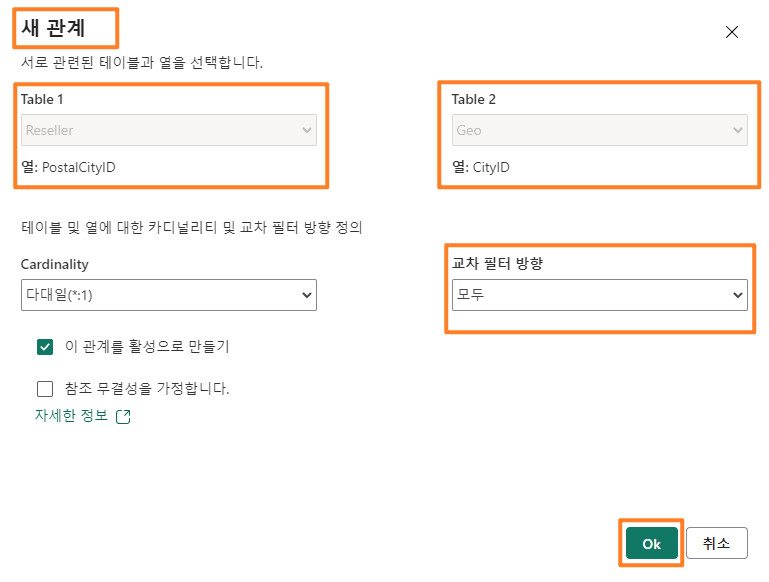 새 관계
서로 관련된 테이블과 열을 선택합니다.
Table 1
Table 2
Reseller
Geo
열: PostalCityID
열: CityID
테이블 및 열에 대한 카디널리티 및 교차 필터 방향 정의
Cardinality
교차 필터 방향
다대일(*:1)
모두
이 관계를 활성으로 만들기
참조 무결성을 가정합니다.
자세한 정보
Ok
취소